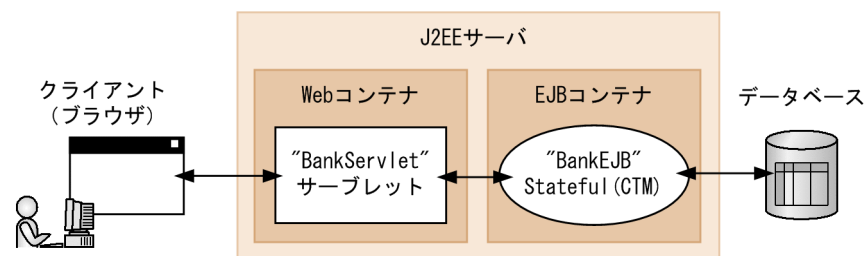 J2EEサーバ
クライアント
（ブラウザ）
Webコンテナ
EJBコンテナ
データベース
"BankServlet"
サーブレット
"BankEJB"
Stateful(CTM)